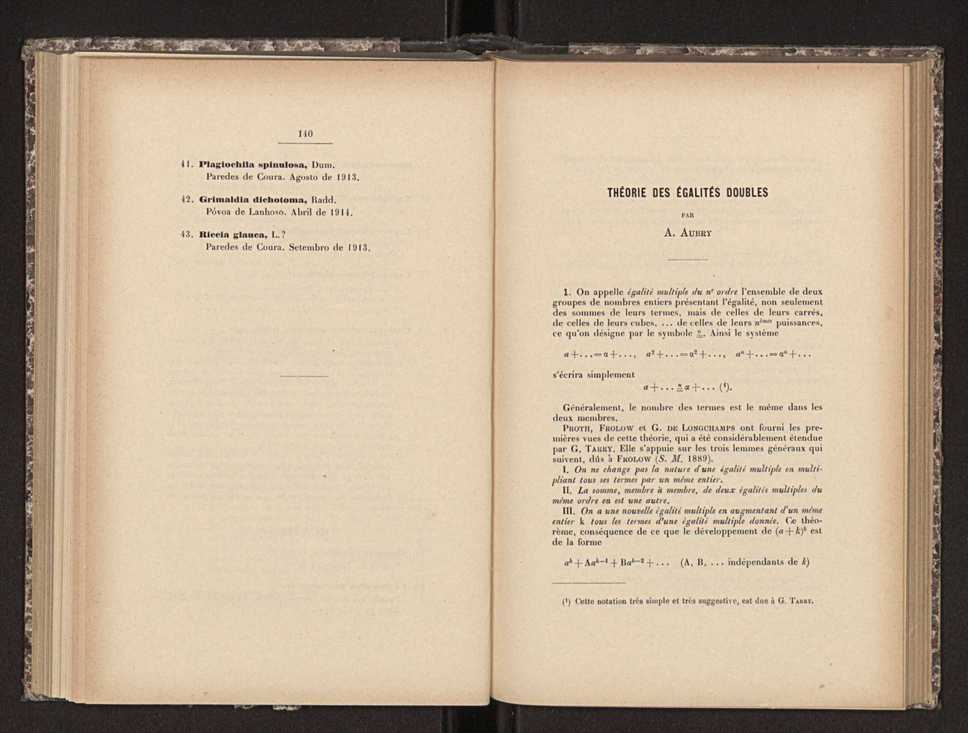 140
41. Plagiochila spinulosa, Dum.
Paredes de Coura. Agosto de 1913.
42. Grimaldia dichotoma, Radd.
Póvoa de Lanhoso. Abril de 1914.
43. Riccia glauca, L.?
Paredes de Coura. Setembro de 1913.
THÉORIE DES ÉGALITÉS DOUBLES
PAR
A. AUBRY
1. On appelle égalité multiple du nᵉ ordre l'ensemble de deux
groupes de nombres entiers présentant l'égalité, non seulement
des sommes de leurs termes, mais de celles de leurs carrés,
de celles de leurs cubes, ... de celles de leurs nᶦᵉᵐᵉˢ puissances,
ce qu'on désigne par le symbole n̲̲. Ainsi le système
a + ... = α + ..., a² + ... = α² + ..., aⁿ + ... = αⁿ + ...
s'écrira simplement
a + ... n̲̲ α + ... (¹).
Généralement, le nombre des termes est le même dans les
deux membres.
PROTH, FROLOW et G. DE LONGCHAMPS ont fourni les pre-
mières vues de cette théorie, qui a été considérablement étendue
par G. TARRY. Elle s'appuie sur les trois lemmes généraux qui
suivent, dûs à FROLOW (S. M. 1889).
I. On ne change pas la nature d'une égalité multiple en multi-
pliant tous ses termes par un même entier.
II. La somme, membre à membre, de deux égalités multiples du
même ordre en est une autre.
III. On a une nouvelle égalité multiple en augmentant d'un même
entier k tous les termes d'une égalité multiple donnée. Ce théo-
rème, conséquence de ce que le développement de (a + k)ʰ est
de la forme
aʰ + Aaʰ⁻¹ + Baʰ⁻² + ... (A, B, ... indépendants de k)
(¹) Cette notation très simple et très suggestive, est due à G. TARRY.